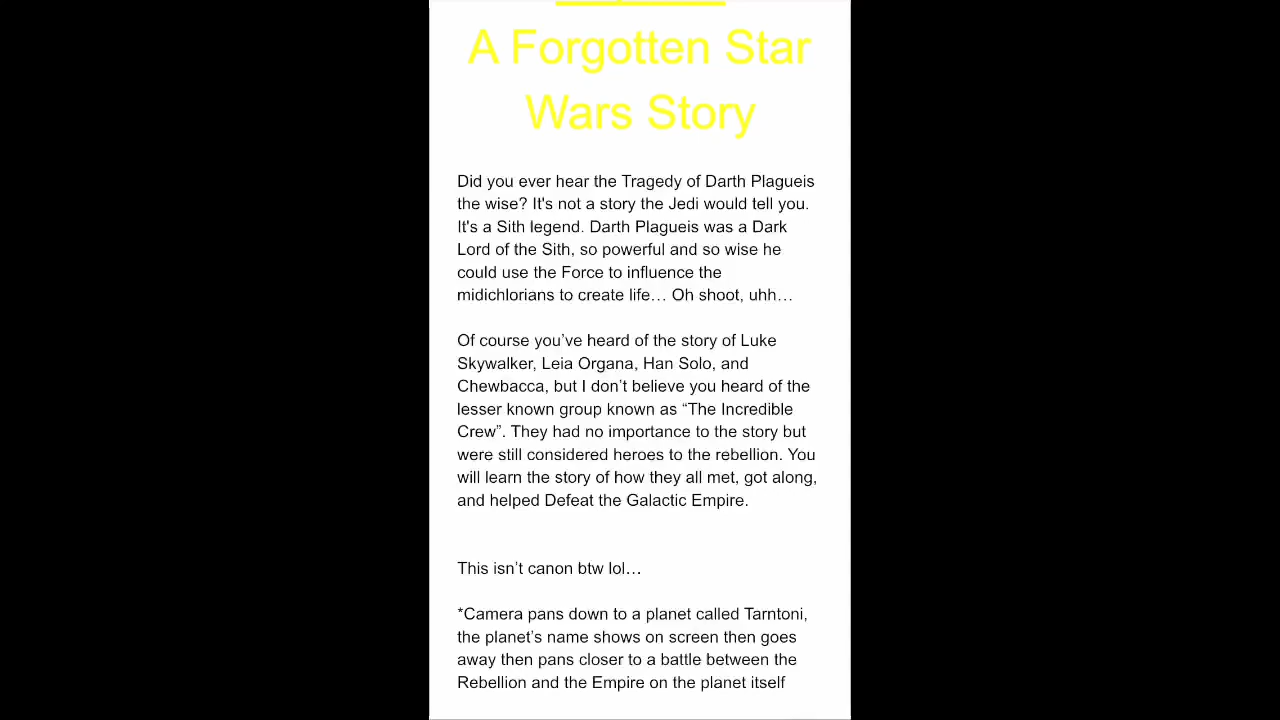 A Forgotten Star
Wars Story
Did you ever hear the Tragedy of Darth Plagueis
the wise? It's not a story the Jedi would tell you.
It's a Sith legend. Darth Plagueis was a Dark
Lord of the Sith, so powerful and so wise he
could use the Force to influence the
midichlorians to create life… Oh shoot, uhh…
Of course you’ve heard of the story of Luke
Skywalker, Leia Organa, Han Solo, and
Chewbacca, but I don’t believe you heard of the
lesser known group known as “The Incredible
Crew”. They had no importance to the story but
were still considered heroes to the rebellion. You
will learn the story of how they all met, got along,
and helped Defeat the Galactic Empire.
This isn’t canon btw lol…
*Camera pans down to a planet called Tarntoni,
the planet’s name shows on screen then goes
away then pans closer to a battle between the
Rebellion and the Empire on the planet itself